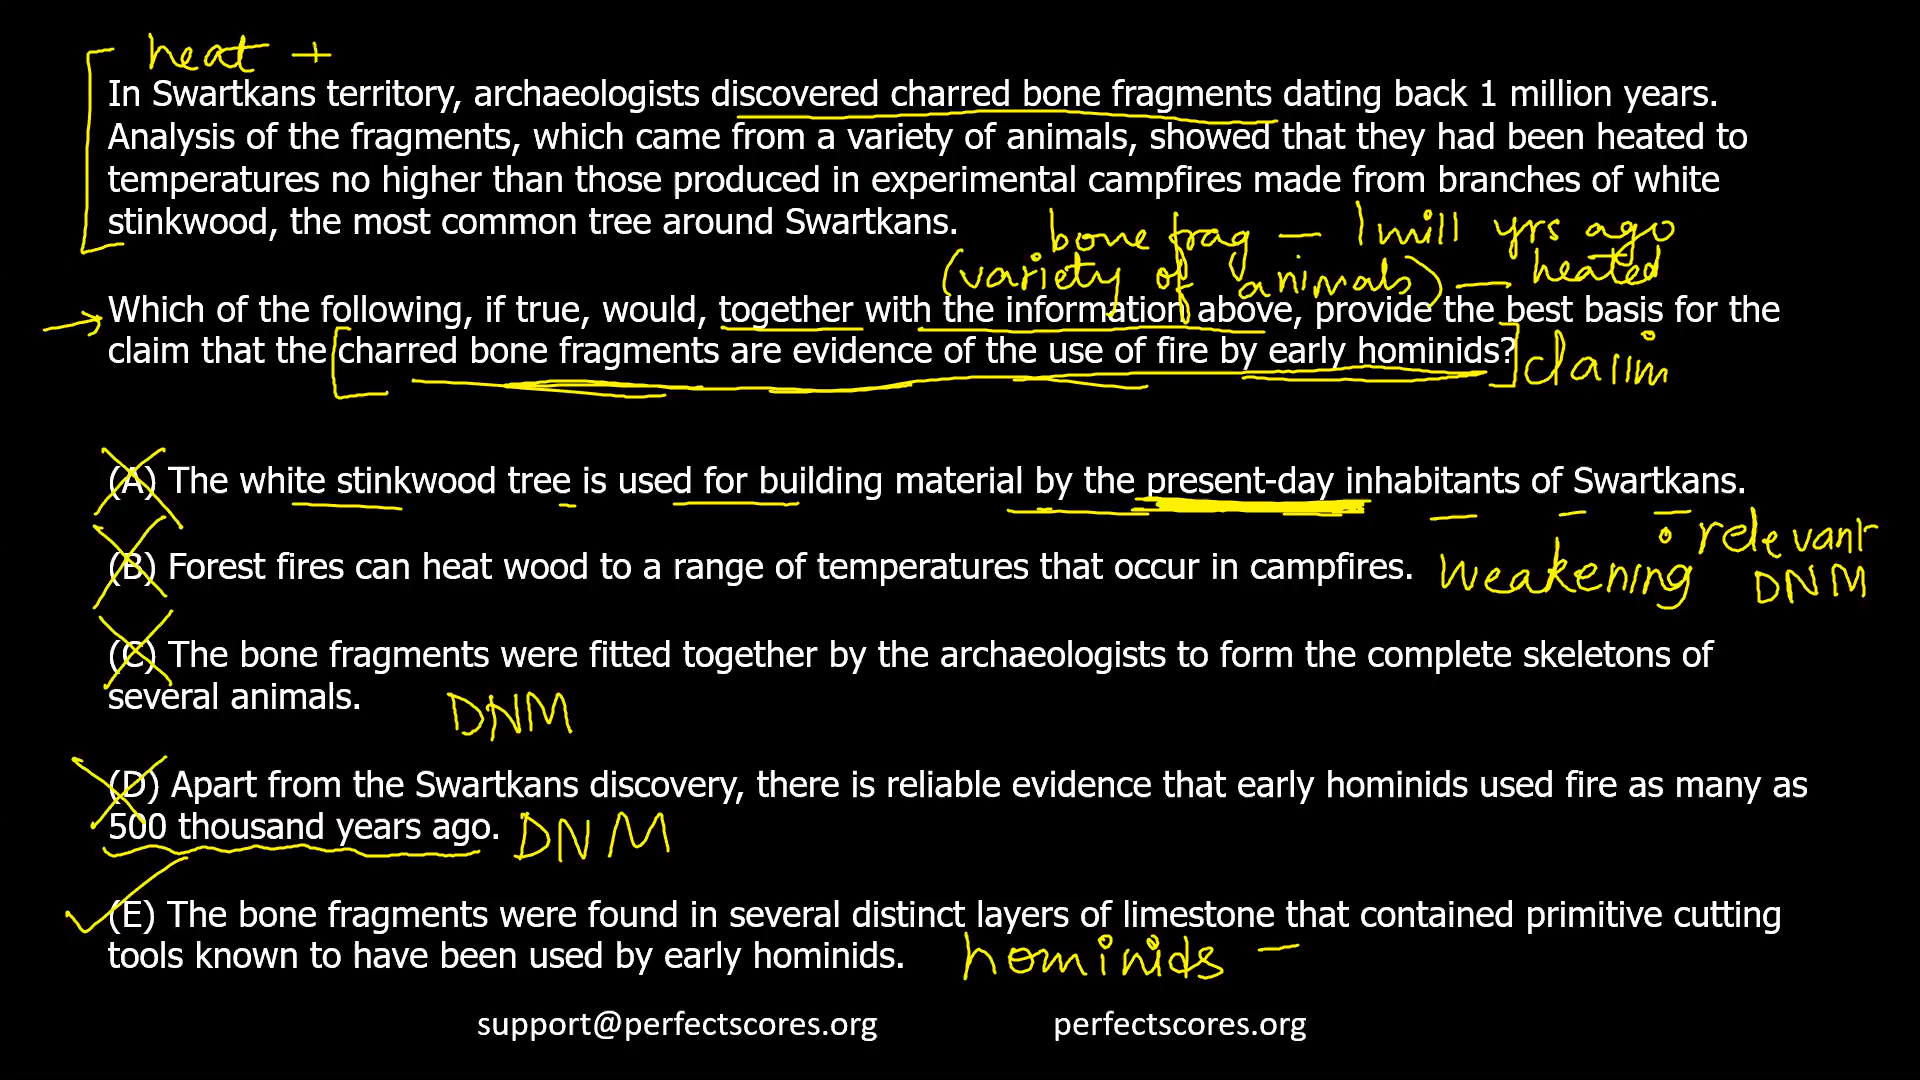 heat +
In Swartkans territory, archaeologists discovered charred bone fragments dating back 1 million years.
Analysis of the fragments, which came from a variety of animals, showed that they had been heated to
temperatures no higher than those produced in experimental campfires made from branches of white
stinkwood, the most common tree around Swartkans.
bone frag — 1 mill yrs ago
(variety of animals) — heated
Which of the following, if true, would, together with the information above, provide the best basis for the
claim that the [charred bone fragments are evidence of the use of fire by early hominids?] claim
(A) The white stinkwood tree is used for building material by the present-day inhabitants of Swartkans.
relevant
(B) Forest fires can heat wood to a range of temperatures that occur in campfires. weakening DNM
(C) The bone fragments were fitted together by the archaeologists to form the complete skeletons of
several animals. DNM
(D) Apart from the Swartkans discovery, there is reliable evidence that early hominids used fire as many as
500 thousand years ago. DNM
(E) The bone fragments were found in several distinct layers of limestone that contained primitive cutting
tools known to have been used by early hominids. hominids —
support@perfectscores.org perfectscores.org